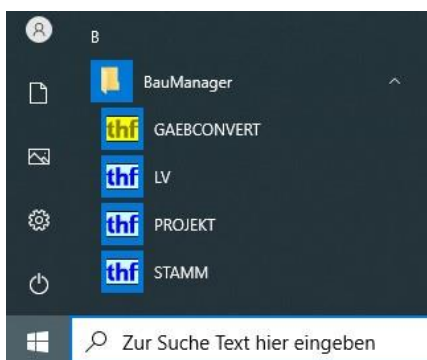 B
BauManager
thf GAEBCONVERT
thf LV
thf PROJEKT
thf STAMM
Zur Suche Text hier eingeben